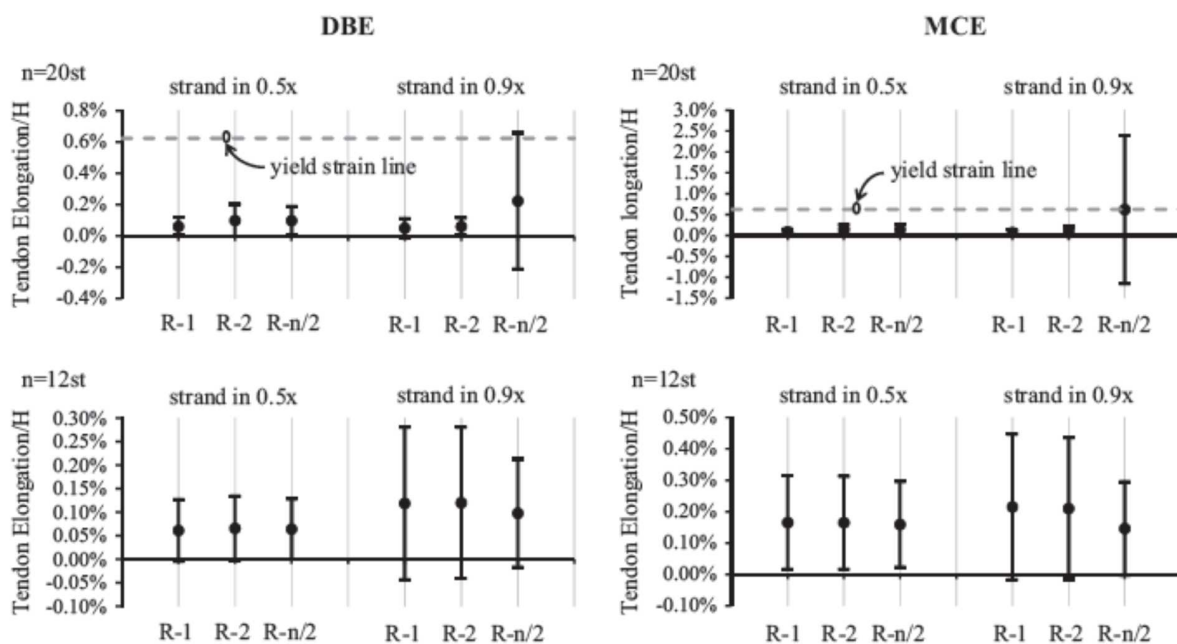 DBE
MCE
n=20st
strand in 0.5x
strand in 0.9x
Tendon Elongation/H
0.8%
0.6%
0.4%
0.2%
0.0%
-0.2%
-0.4%
yield strain line
R-1
R-2
R-n/2
R-1
R-2
R-n/2
n=20st
strand in 0.5x
strand in 0.9x
Tendon longation/H
3.0%
2.5%
2.0%
1.5%
1.0%
0.5%
0.0%
-0.5%
-1.0%
-1.5%
yield strain line
R-1
R-2
R-n/2
R-1
R-2
R-n/2
n=12st
strand in 0.5x
strand in 0.9x
Tendon Elongation/H
0.30%
0.25%
0.20%
0.15%
0.10%
0.05%
0.00%
-0.05%
-0.10%
R-1
R-2
R-n/2
R-1
R-2
R-n/2
n=12st
strand in 0.5x
strand in 0.9x
Tendon Elongation/H
0.50%
0.40%
0.30%
0.20%
0.10%
0.00%
-0.10%
R-1
R-2
R-n/2
R-1
R-2
R-n/2